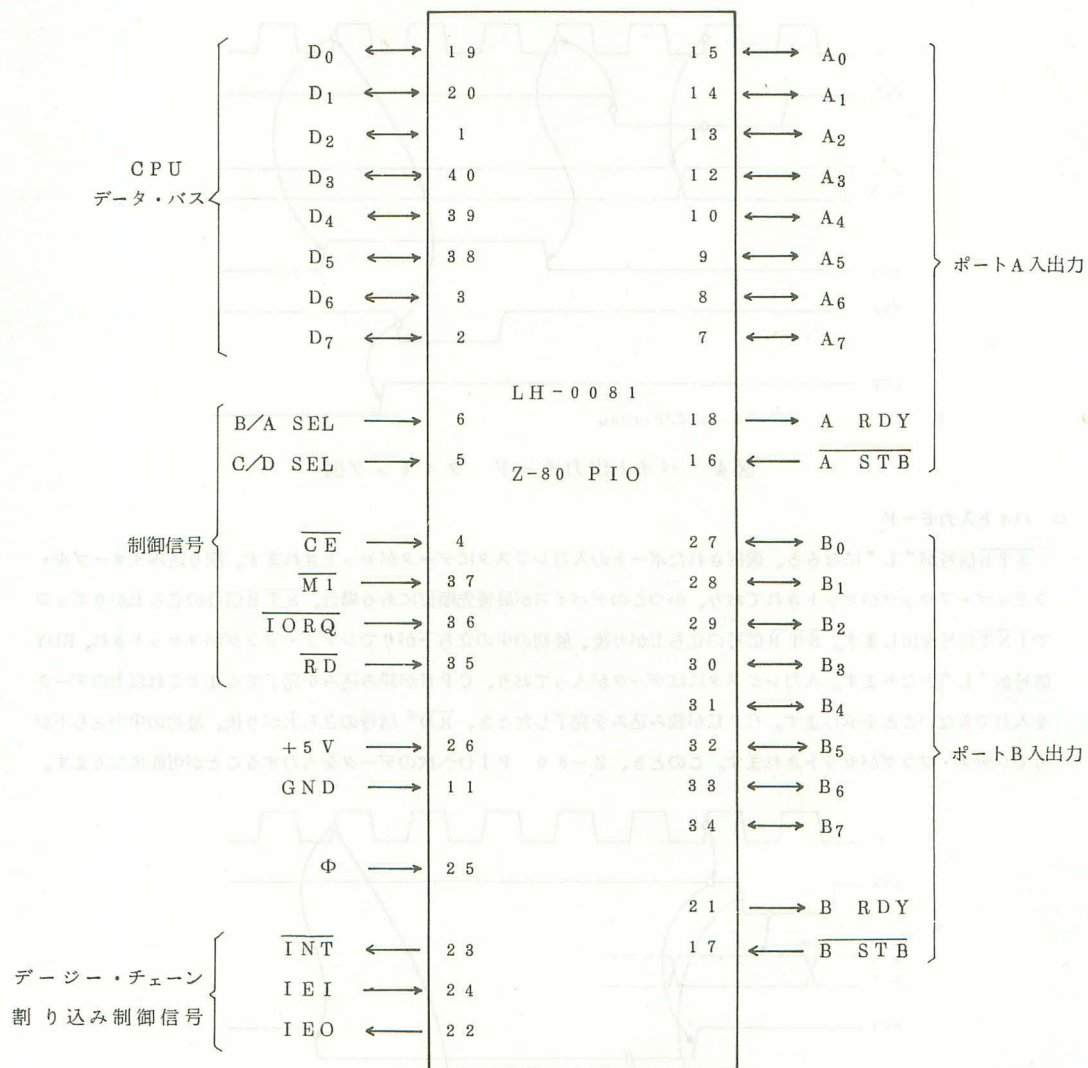 D0 19 15 A0
D1 20 14 A1
D2 1 13 A2
CPU
データ・バス
D3 40 12 A3
D4 39 10 A4
D5 38 9 A5
ポートA入出力
D6 3 8 A6
D7 2 7 A7
LH-0081
B/A SEL 6 18 A RDY
C/D SEL 5 16 A STB
Z-80 PIO
制御信号
CE 4 27 B0
M1 37 28 B1
IORQ 36 29 B2
RD 35 30 B3
31 B4
+5V 26 32 B5
ポートB入出力
GND 11 33 B6
34 B7
Φ 25
21 B RDY
INT 23 17 B STB
デージー・チェーン
割り込み制御信号
IEI 24
IEO 22